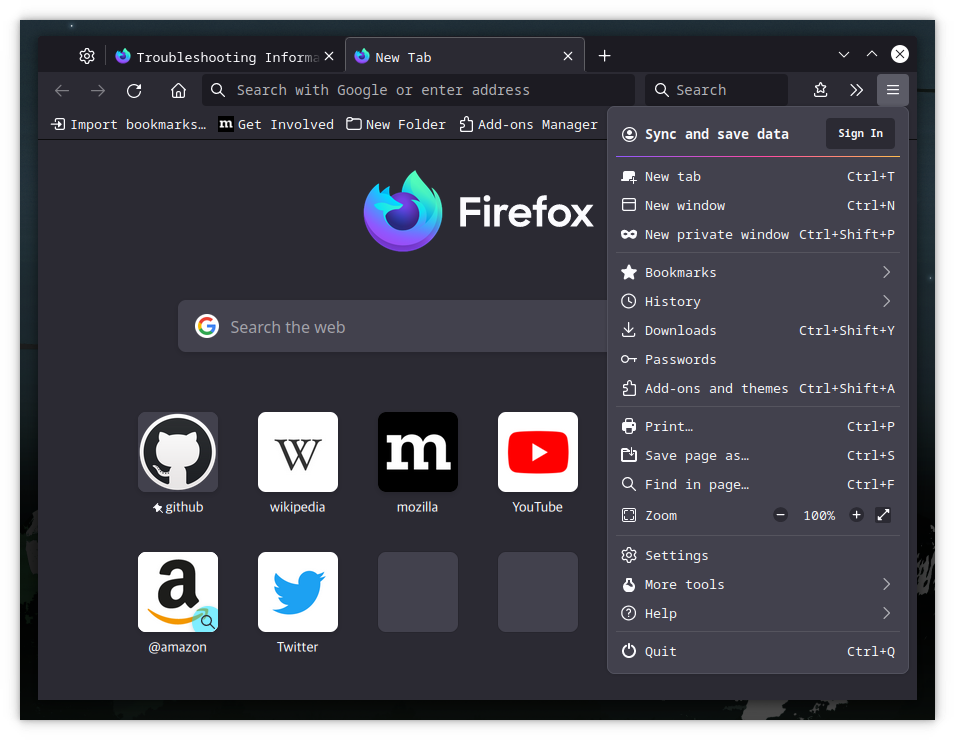 Troubleshooting Informa
New Tab
Search with Google or enter address
Search
Import bookmarks…
m Get Involved
New Folder
Add-ons Manager
Sync and save data
Sign In
New tab Ctrl+T
New window Ctrl+N
New private window Ctrl+Shift+P
Bookmarks
History
Downloads Ctrl+Shift+Y
Passwords
Add-ons and themes Ctrl+Shift+A
Print… Ctrl+P
Save page as… Ctrl+S
Find in page… Ctrl+F
Zoom 100%
Settings
More tools
Help
Quit Ctrl+Q
Firefox
G Search the web
W
m
github
wikipedia
mozilla
YouTube
a
@amazon
Twitter